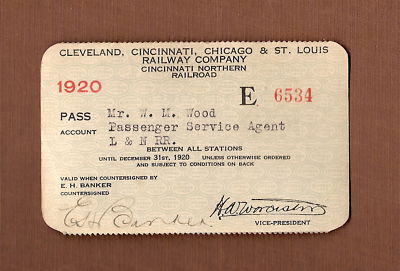 CLEVELAND, CINCINNATI, CHICAGO & ST. LOUIS
RAILWAY COMPANY
CINCINNATI NORTHERN
RAILROAD
1920
E 6534
PASS Mr. W. M. Wood
ACCOUNT Passenger Service Agent
L & N RR.
BETWEEN ALL STATIONS
UNTIL DECEMBER 31ST, 1920 UNLESS OTHERWISE ORDERED
AND SUBJECT TO CONDITIONS ON BACK
VALID WHEN COUNTERSIGNED BY
E. H. BANKER
COUNTERSIGNED
E H Banker
VICE-PRESIDENT